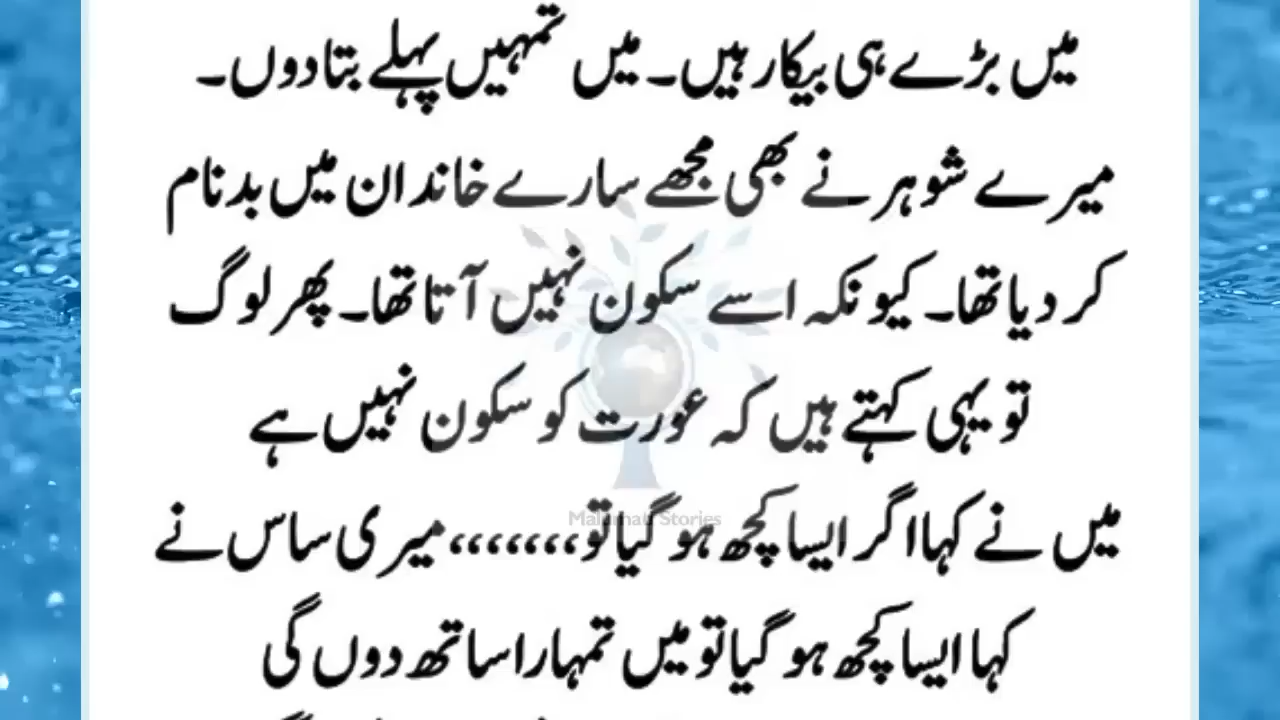 میں بڑے ہی بیکار ہیں۔ میں تمہیں پہلے بتا دوں۔
میرے شوہر نے بھی مجھے سارے خاندان میں بدنام
کر دیا تھا۔ کیونکہ اسے سکون نہیں آتا تھا۔ پھر لوگ
تو یہی کہتے ہیں کہ عورت کو سکون نہیں ہے
میں نے کہا اگر ایسا کچھ ہو گیا تو،،،،،،،میری ساس نے
کہا ایسا کچھ ہو گیا تو میں تمہارا ساتھ دوں گی
Malumati Stories